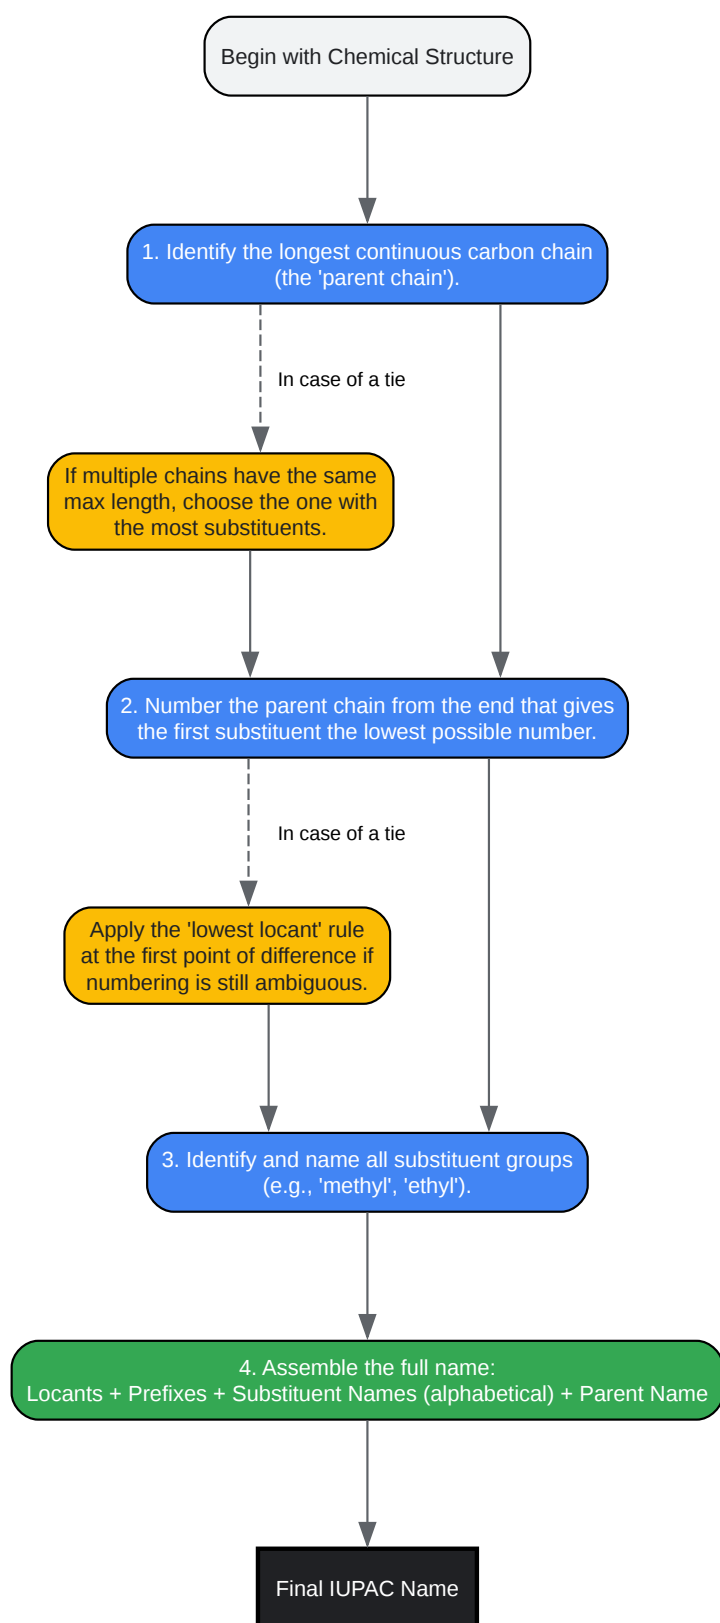 Begin with Chemical Structure
1. Identify the longest continuous carbon chain
(the 'parent chain').
In case of a tie
If multiple chains have the same
max length, choose the one with
the most substituents.
2. Number the parent chain from the end that gives
the first substituent the lowest possible number.
In case of a tie
Apply the 'lowest locant' rule
at the first point of difference if
numbering is still ambiguous.
3. Identify and name all substituent groups
(e.g., 'methyl', 'ethyl').
4. Assemble the full name:
Locants + Prefixes + Substituent Names (alphabetical) + Parent Name
Final IUPAC Name